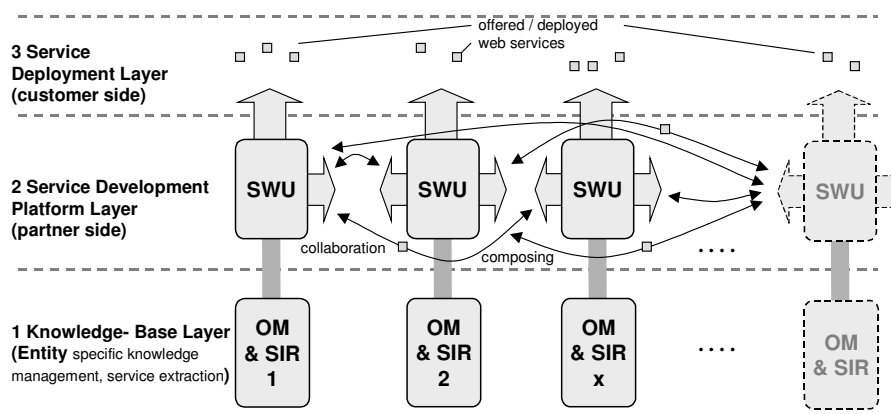 offered / deployed
web services
3 Service
Deployment Layer
(customer side)
2 Service Development
Platform Layer
(partner side)
SWU
SWU
SWU
SWU
collaboration
composing
. . . .
1 Knowledge- Base Layer
(Entity specific knowledge
management, service extraction)
OM
& SIR
1
OM
& SIR
2
OM
& SIR
x
. . . .
OM
& SIR